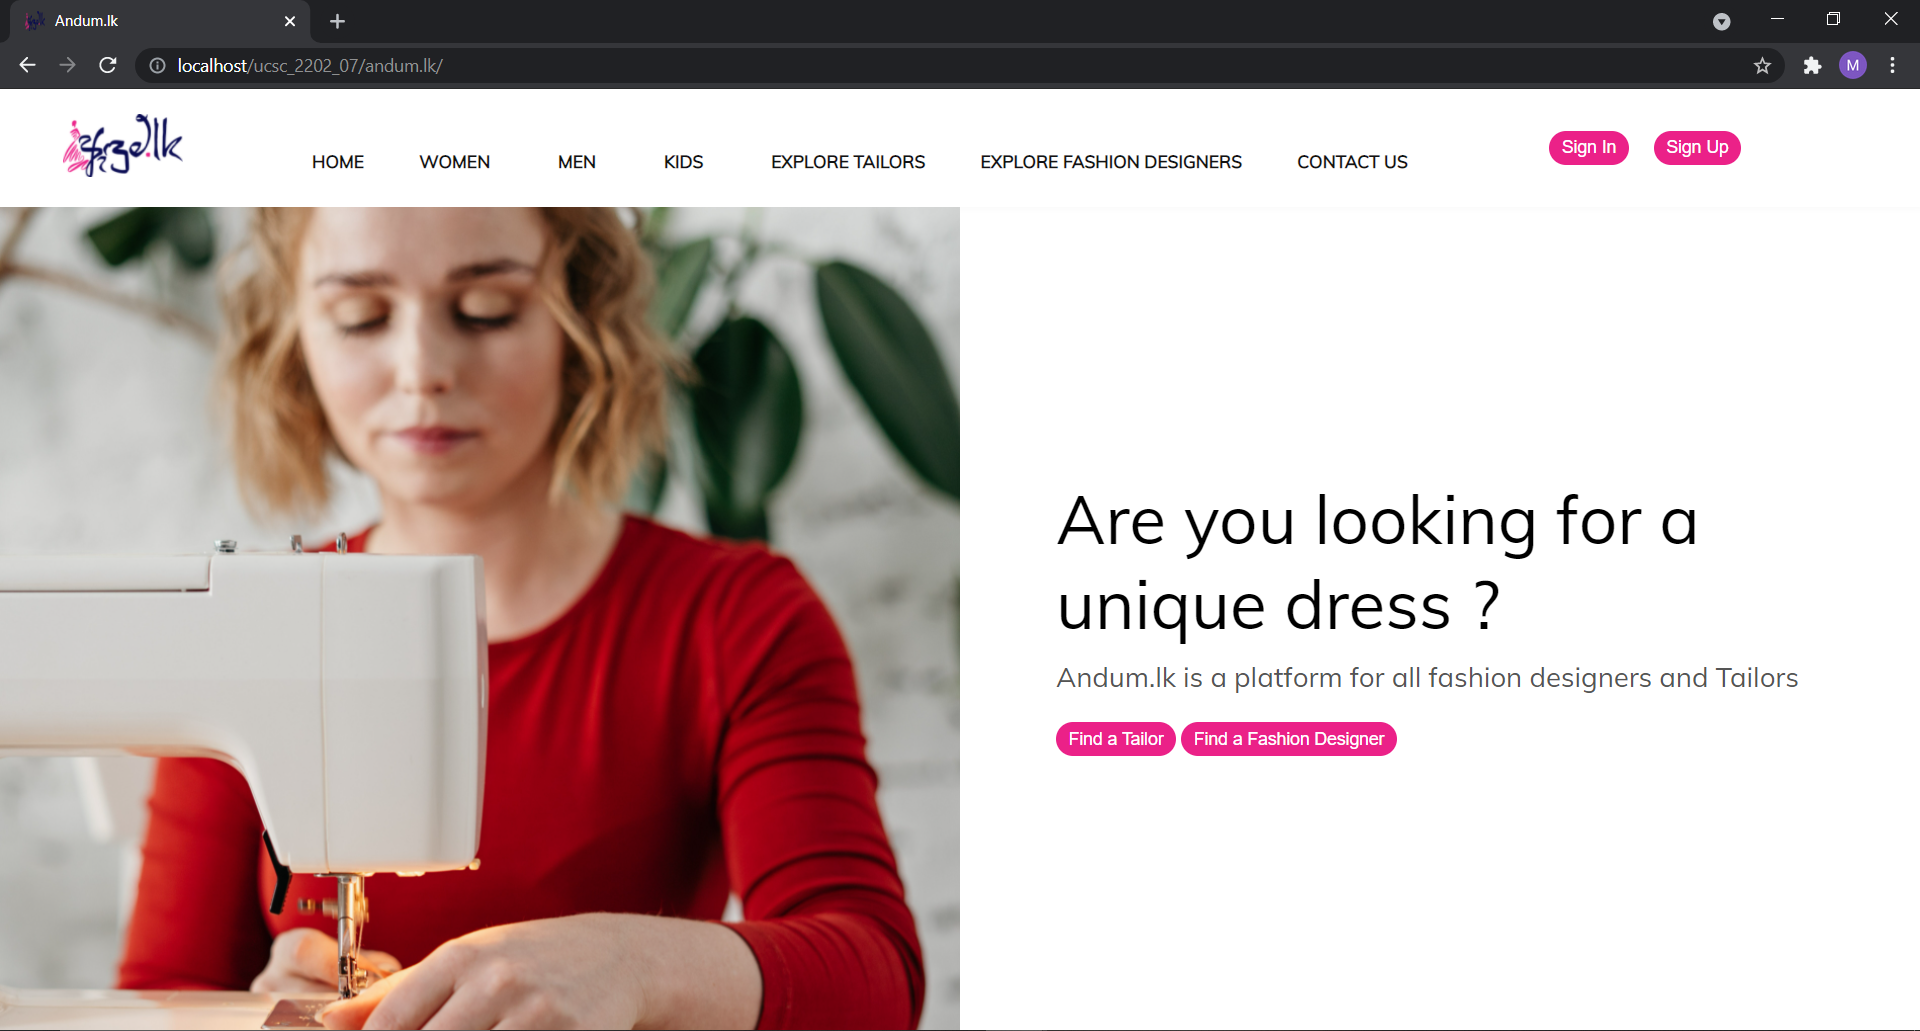 Andum.lk
localhost/ucsc_2202_07/andum.lk/
M
HOME WOMEN MEN KIDS EXPLORE TAILORS EXPLORE FASHION DESIGNERS CONTACT US
Sign In Sign Up
Are you looking for a
unique dress ?
Andum.lk is a platform for all fashion designers and Tailors
Find a Tailor Find a Fashion Designer